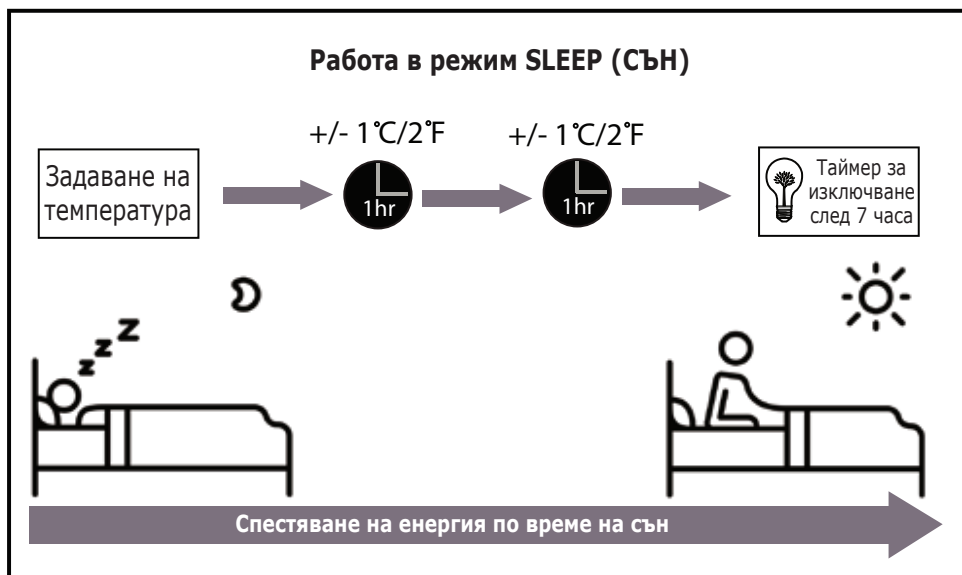 Работа в режим SLEEP (СЪН)
+/- 1℃/2℉ +/- 1℃/2℉
Задаване на
температура
1hr
1hr
Таймер за
изключване
след 7 часа
z z Z
Спестяване на енергия по време на сън